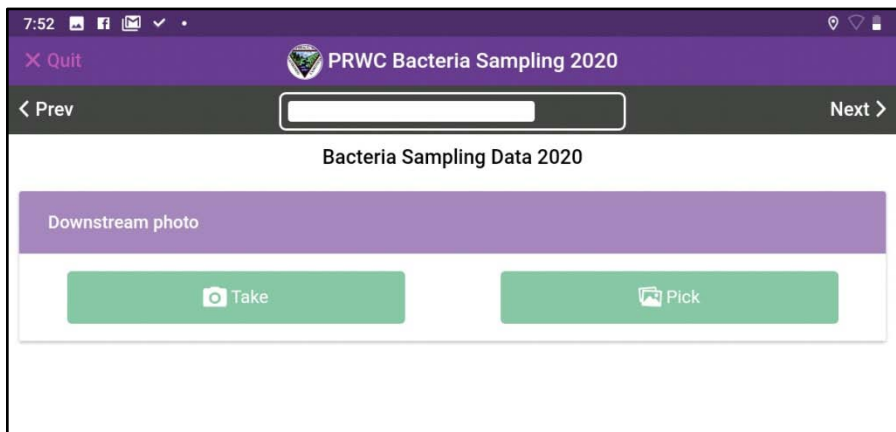 7:52
Quit
PRWC Bacteria Sampling 2020
Prev
Next
Bacteria Sampling Data 2020
Downstream photo
Take
Pick